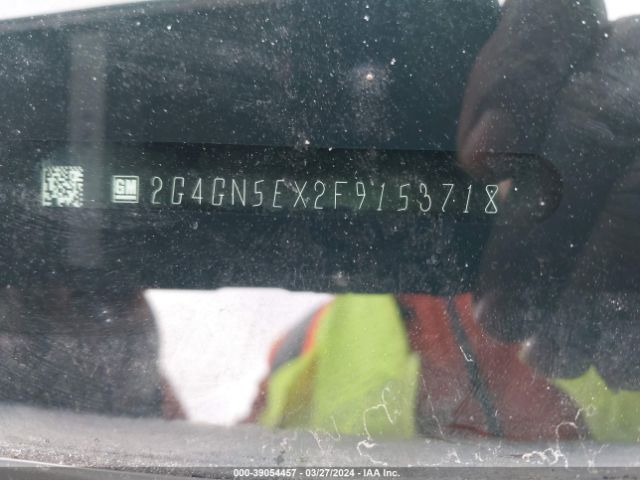 GM 2G4GN5EX2F9153718
000-39054457 / 03/27/2024 - IAA Inc.